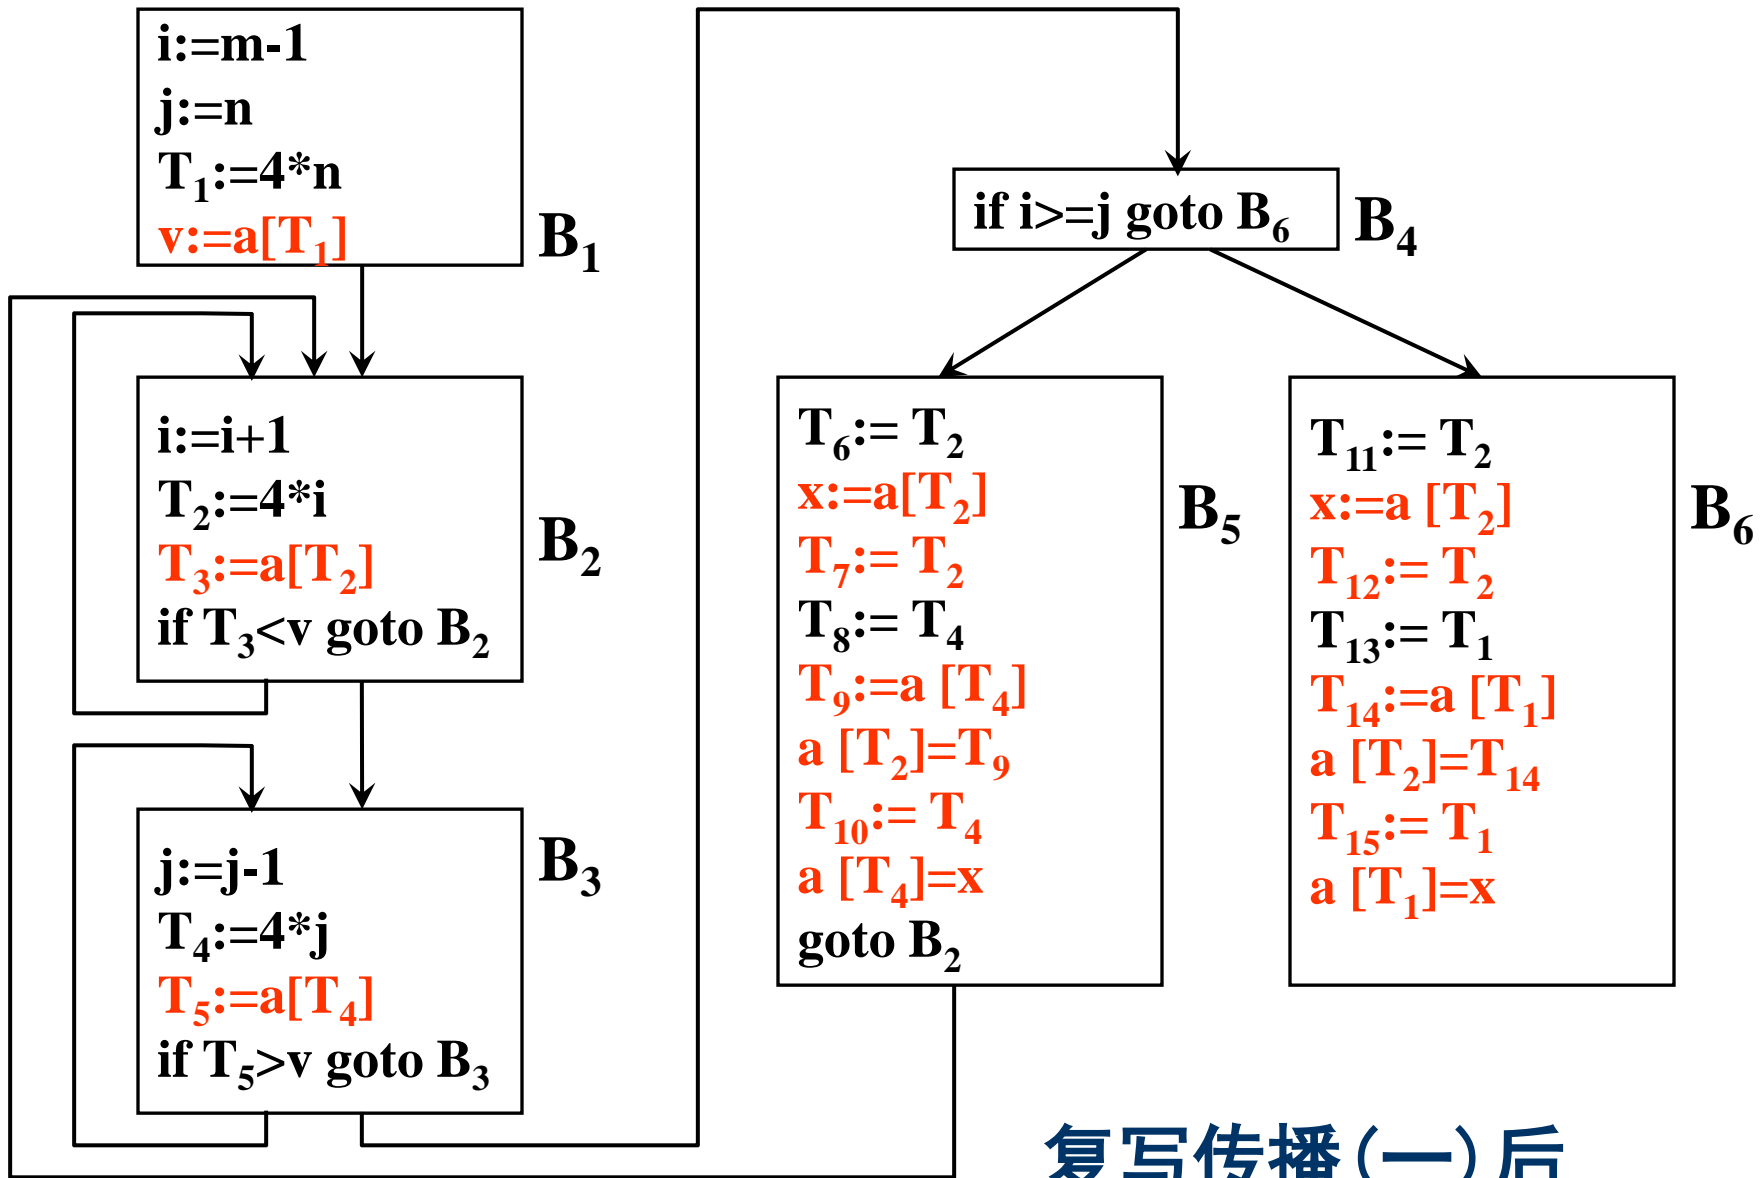 i:=m-1
j:=n
T₁:=4*n
v:=a[T₁]
B₁
i:=i+1
T₂:=4*i
T₃:=a[T₂]
if T₃<v goto B₂
B₂
j:=j-1
T₄:=4*j
T₅:=a[T₄]
if T₅>v goto B₃
B₃
if i>=j goto B₆
B₄
T₆:= T₂
x:=a[T₂]
T₇:= T₂
T₈:= T₄
T₉:=a [T₄]
a [T₂]=T₉
T₁₀:= T₄
a [T₄]=x
goto B₂
B₅
T₁₁:= T₂
x:=a [T₂]
T₁₂:= T₂
T₁₃:= T₁
T₁₄:=a [T₁]
a [T₂]=T₁₄
T₁₅:= T₁
a [T₁]=x
B₆
复写传播(一)后